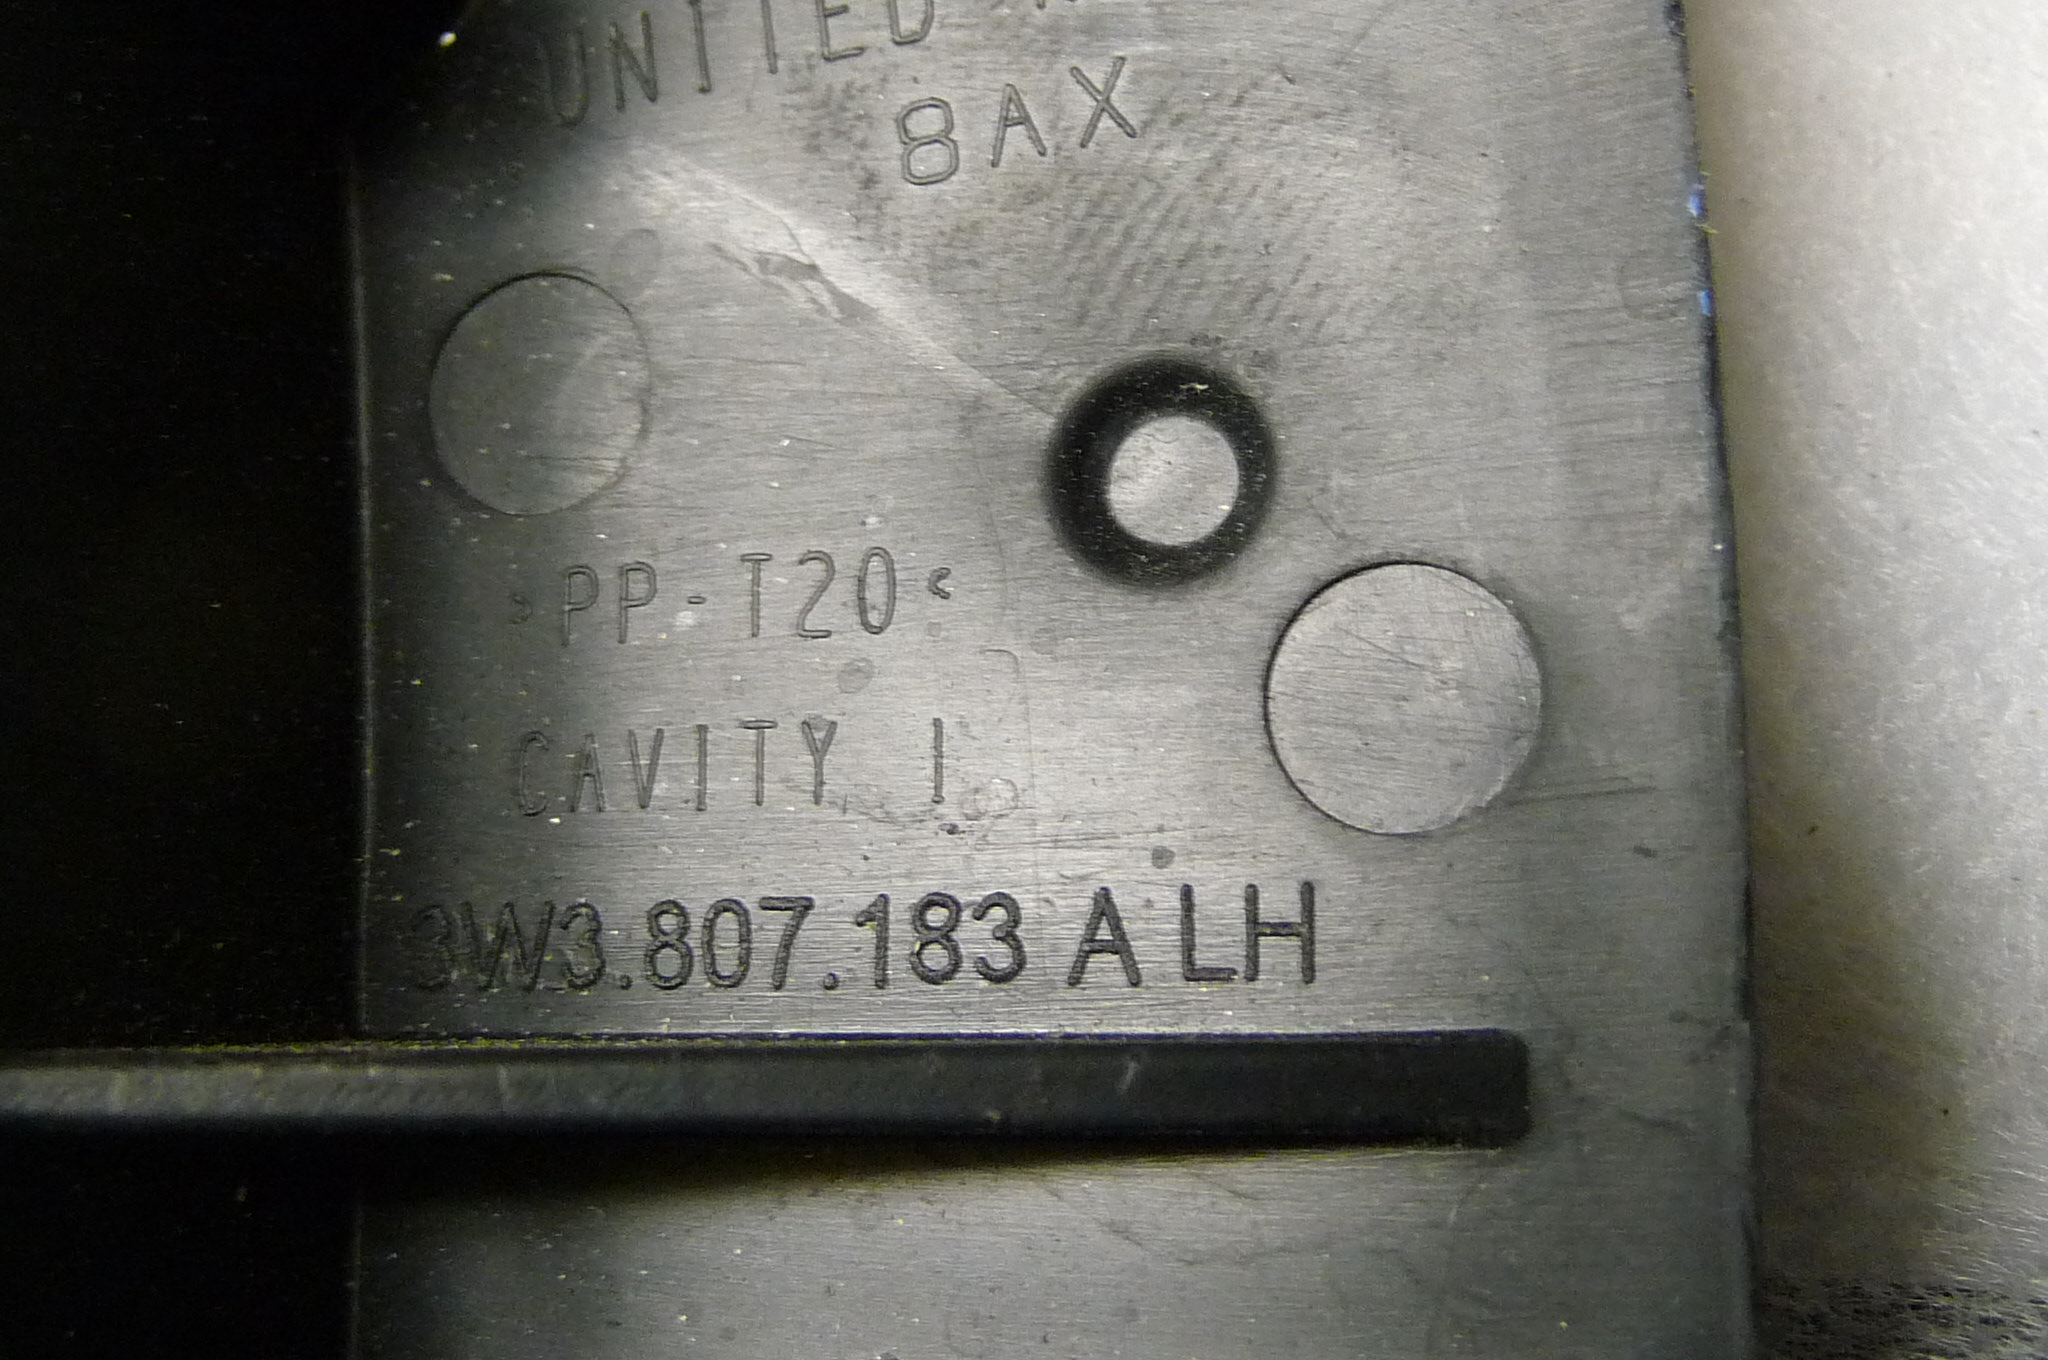 UNITED
8AX
>PP-T20<
CAVITY 1
3W3.807.183 A LH